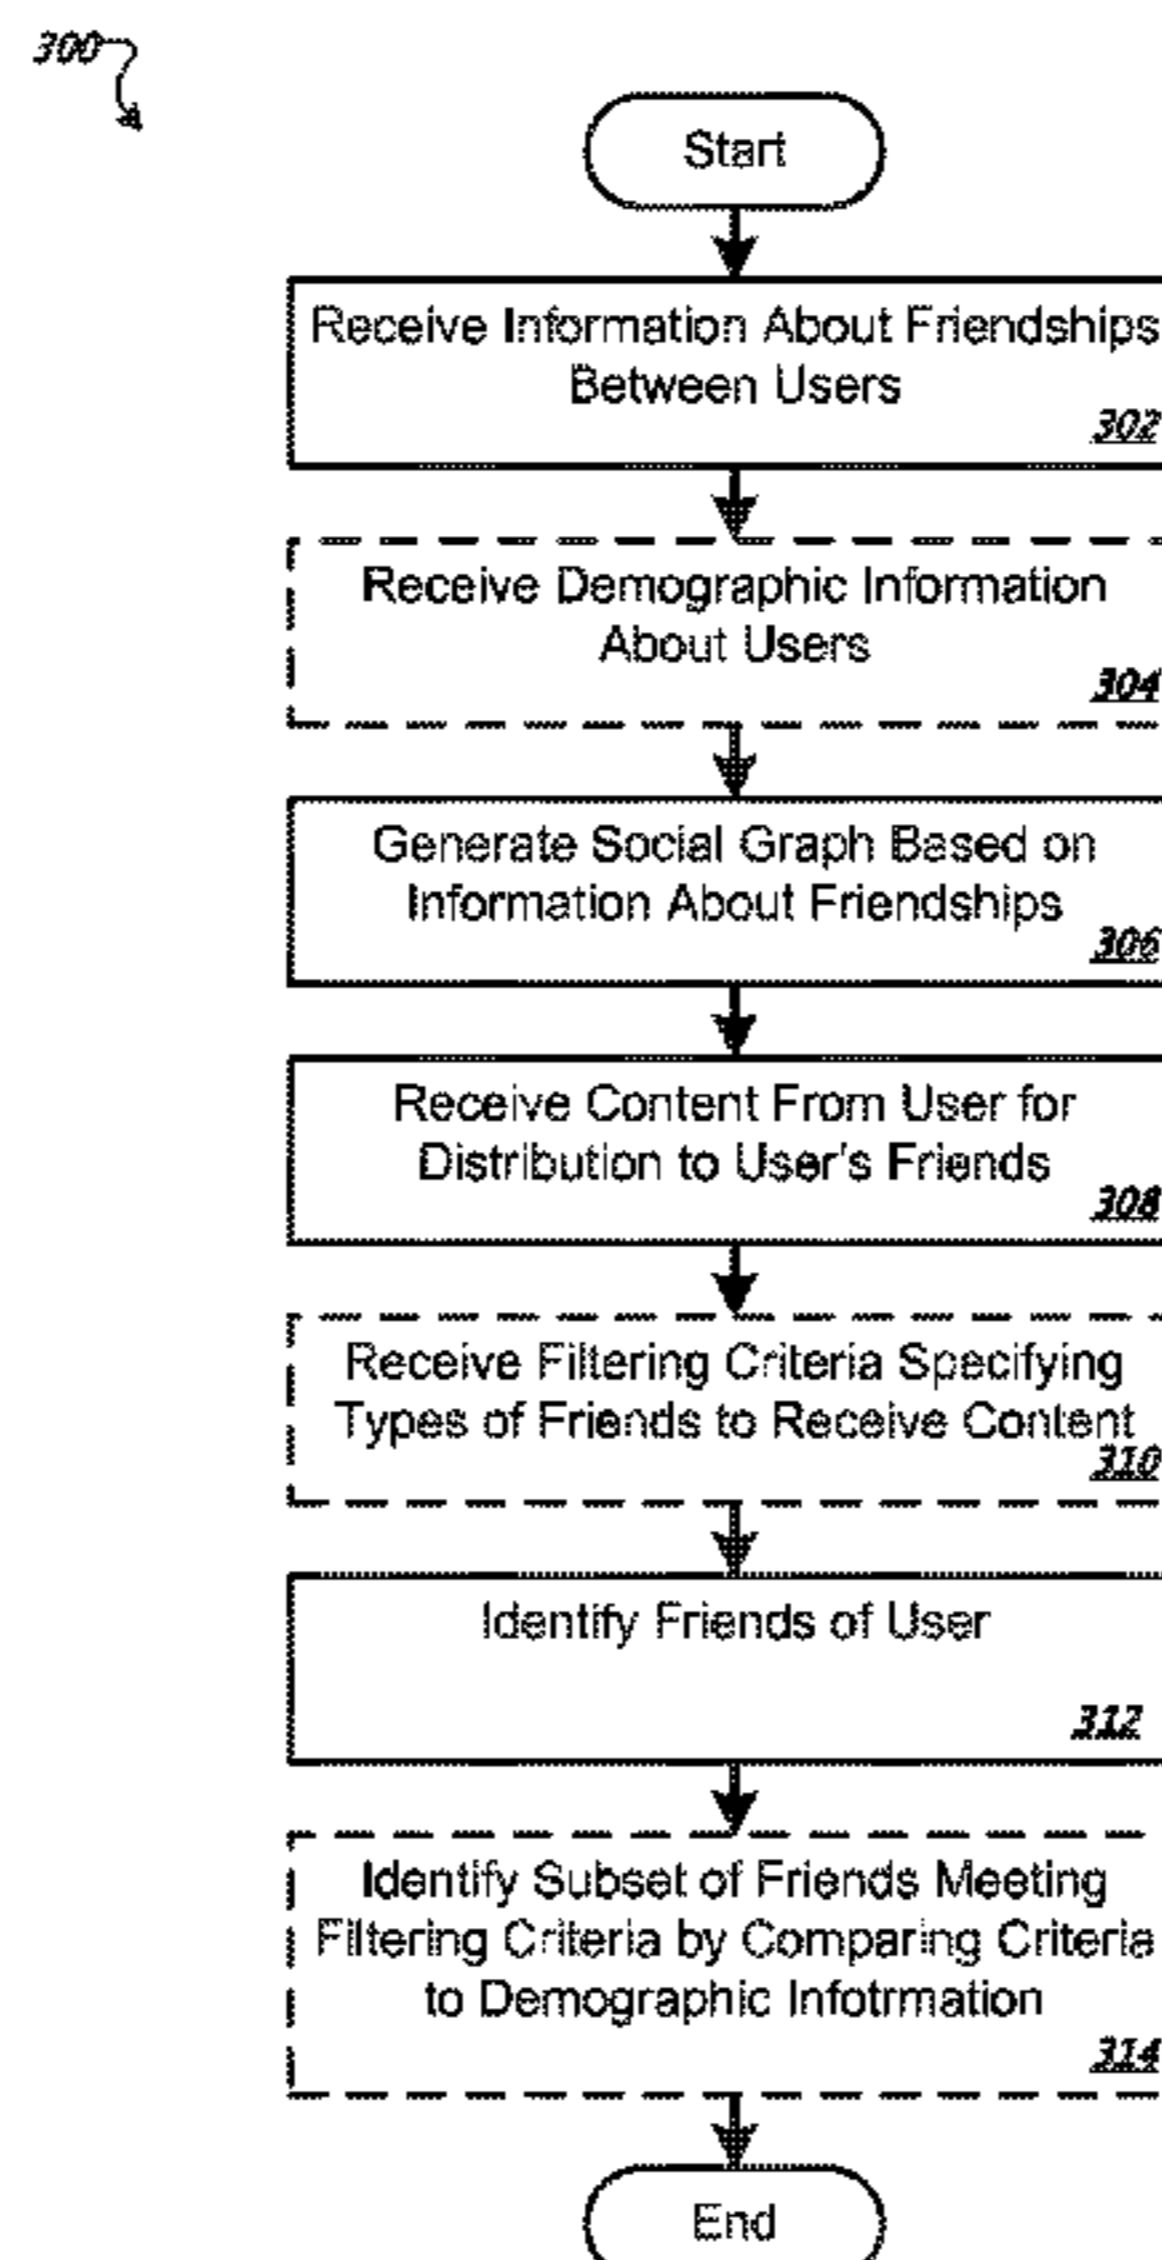 300
Start
Receive Information About Friendships
Between Users
302
Receive Demographic Information
About Users
304
Generate Social Graph Based on
Information About Friendships
306
Receive Content From User for
Distribution to User's Friends
308
Receive Filtering Criteria Specifying
Types of Friends to Receive Content
310
Identify Friends of User
312
Identify Subset of Friends Meeting
Filtering Criteria by Comparing Criteria
to Demographic Infotrmation
314
End